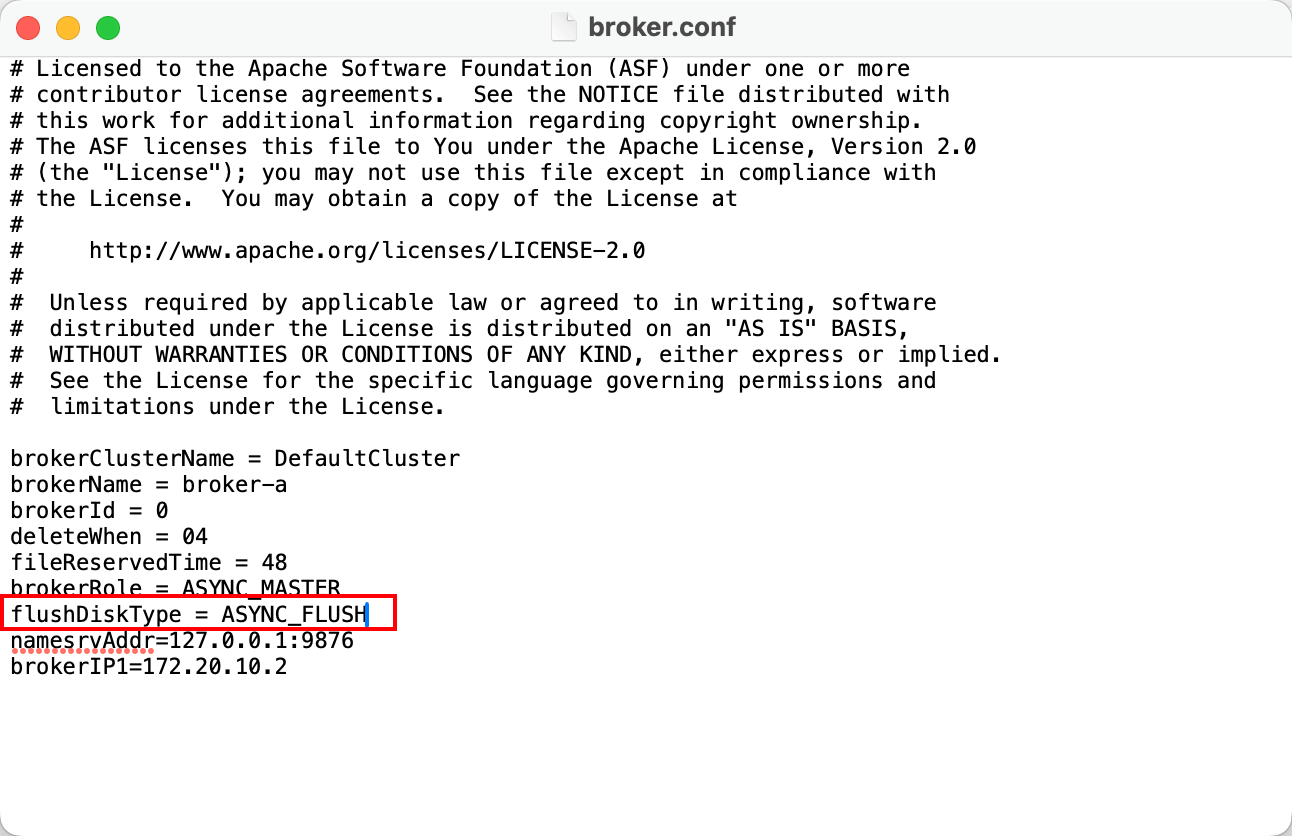 broker.conf
# Licensed to the Apache Software Foundation (ASF) under one or more
# contributor license agreements.  See the NOTICE file distributed with
# this work for additional information regarding copyright ownership.
# The ASF licenses this file to You under the Apache License, Version 2.0
# (the "License"); you may not use this file except in compliance with
# the License.  You may obtain a copy of the License at
#
#     http://www.apache.org/licenses/LICENSE-2.0
#
#  Unless required by applicable law or agreed to in writing, software
#  distributed under the License is distributed on an "AS IS" BASIS,
#  WITHOUT WARRANTIES OR CONDITIONS OF ANY KIND, either express or implied.
#  See the License for the specific language governing permissions and
#  limitations under the License.
brokerClusterName = DefaultCluster
brokerName = broker-a
brokerId = 0
deleteWhen = 04
fileReservedTime = 48
brokerRole = ASYNC_MASTER
flushDiskType = ASYNC_FLUSH
namesrvAddr=127.0.0.1:9876
brokerIP1=172.20.10.2